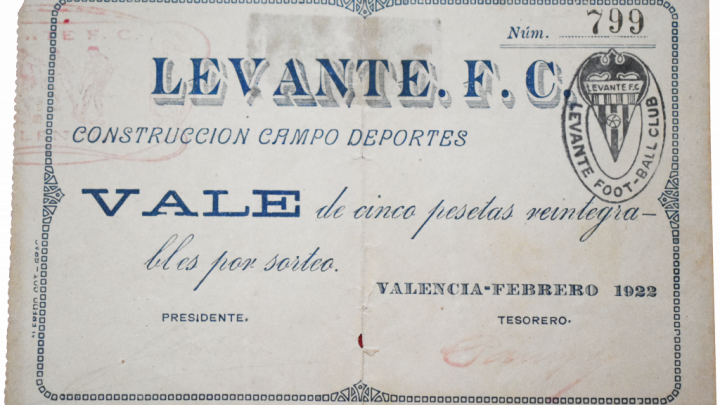 Núm. 799
LEVANTE. F. C.
LEVANTE F.C.
LEVANTE FOOT-BALL CLUB
CONSTRUCCION CAMPO DEPORTES
VALE de cinco pesetas reintegra-
bles por sorteo.
VALENCIA-FEBRERO 1922
PRESIDENTE.
TESORERO.